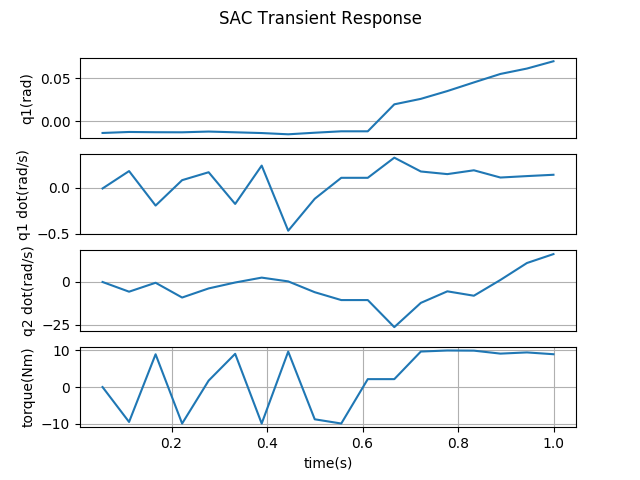 SAC Transient Response
q1(rad)
0.05
0.00
q1 dot(rad/s)
0.0
−0.5
q2 dot(rad/s)
0
−25
torque(Nm)
10
0
−10
0.2 0.4 0.6 0.8 1.0
time(s)